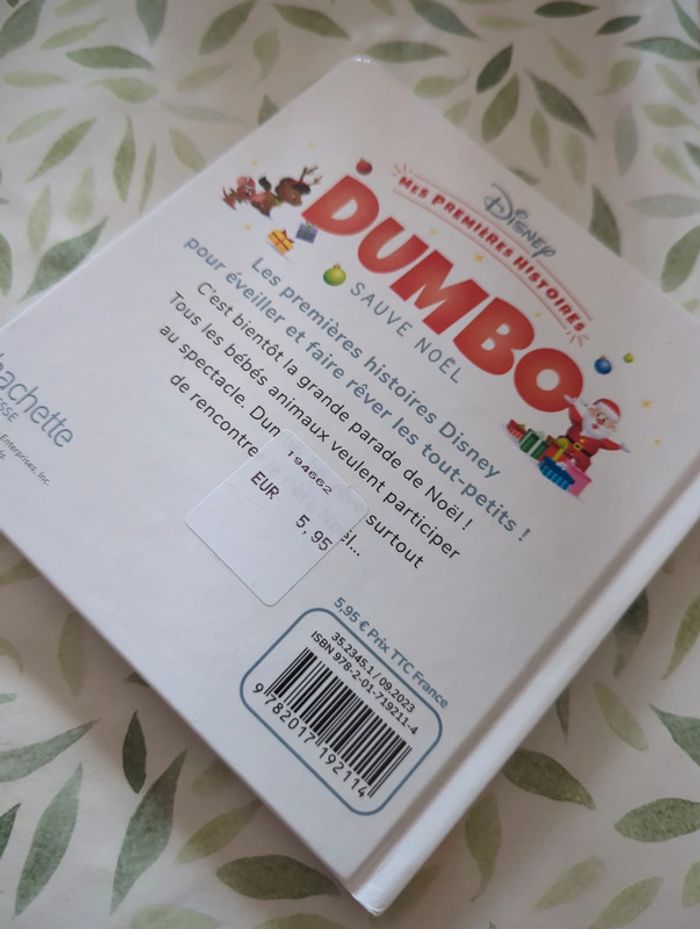 Disney
MES PREMIÈRES HISTOIRES
DUMBO
SAUVE NOËL
Les premières histoires Disney
pour éveiller et faire rêver les tout-petits !
C'est bientôt la grande parade de Noël !
Tous les bébés animaux veulent participer
au spectacle. surtout
de rencontre
194662
EUR
5,95
5,95 € Prix TTC France
35.2345.1 / 09.2023
ISBN 978-2-01-719211-4
9 782017 192114
hachette
Enterprises, Inc.